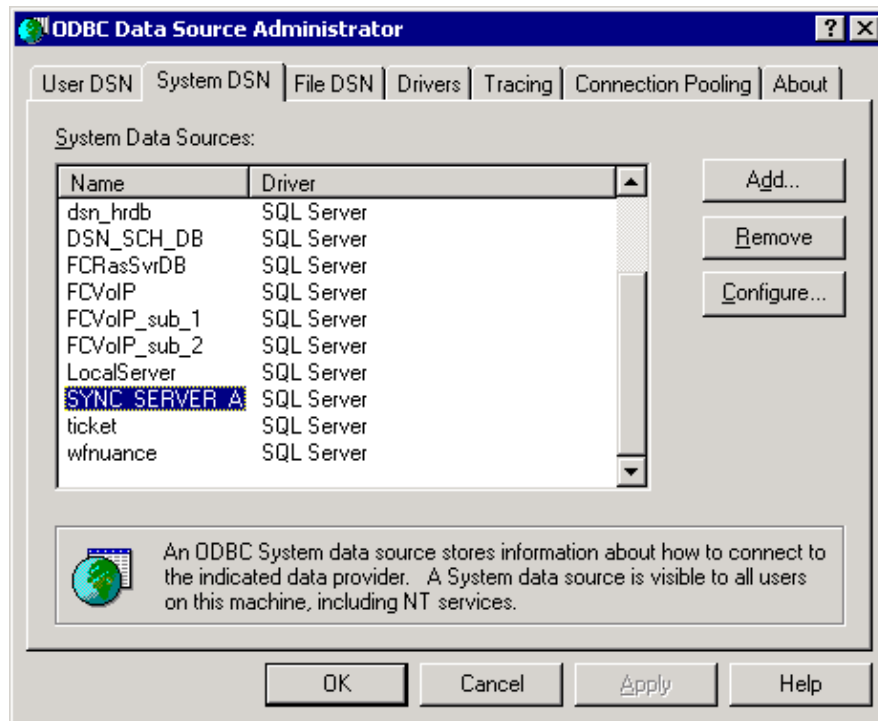 ODBC Data Source Administrator
User DSN System DSN File DSN Drivers Tracing Connection Pooling About
System Data Sources:
Name Driver
dsn_hrdb SQL Server
DSN_SCH_DB SQL Server
FCRasSvrDB SQL Server
FCVoIP SQL Server
FCVoIP_sub_1 SQL Server
FCVoIP_sub_2 SQL Server
LocalServer SQL Server
SYNC_SERVER_A SQL Server
ticket SQL Server
wfnuance SQL Server
Add...
Remove
Configure...
An ODBC System data source stores information about how to connect to
the indicated data provider. A System data source is visible to all users
on this machine, including NT services.
OK Cancel Apply Help